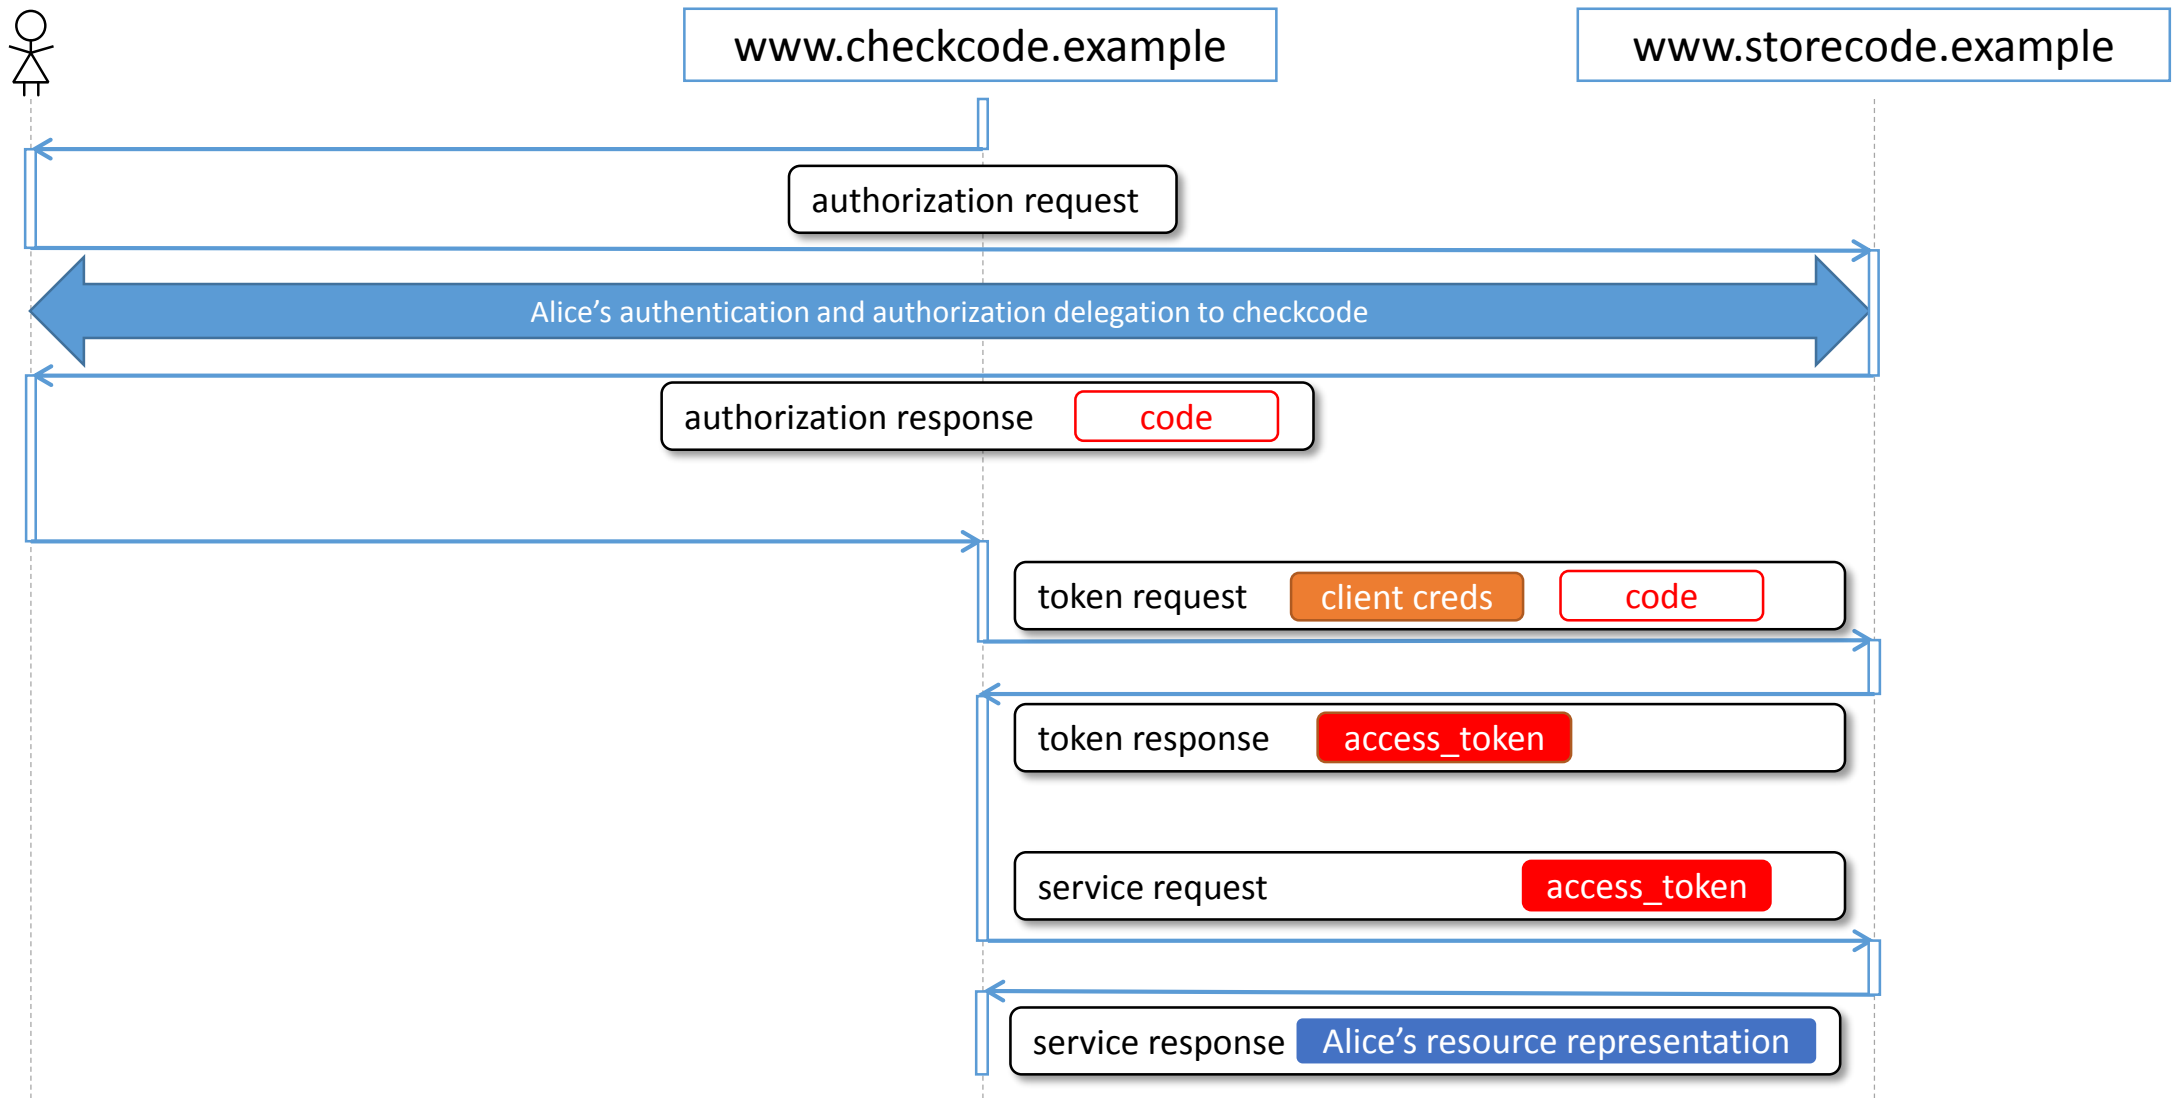 www.checkcode.example
www.storecode.example
authorization request
Alice’s authentication and authorization delegation to checkcode
authorization response code
token request client creds code
token response access_token
service request access_token
service response Alice’s resource representation